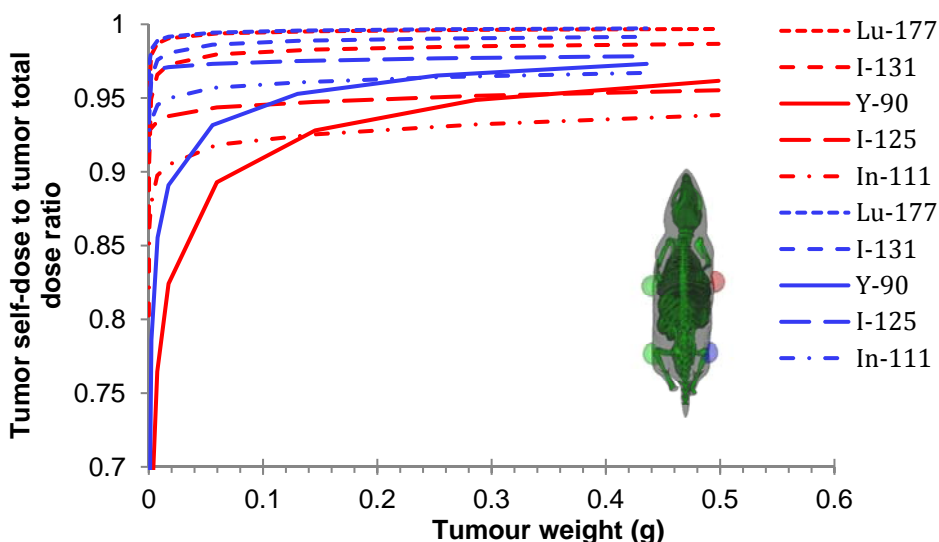 Tumor self-dose to tumor total
dose ratio
1
0.95
0.9
0.85
0.8
0.75
0.7
0
0.1
0.2
0.3
0.4
0.5
0.6
Tumour weight (g)
Lu-177
I-131
Y-90
I-125
In-111
Lu-177
I-131
Y-90
I-125
In-111